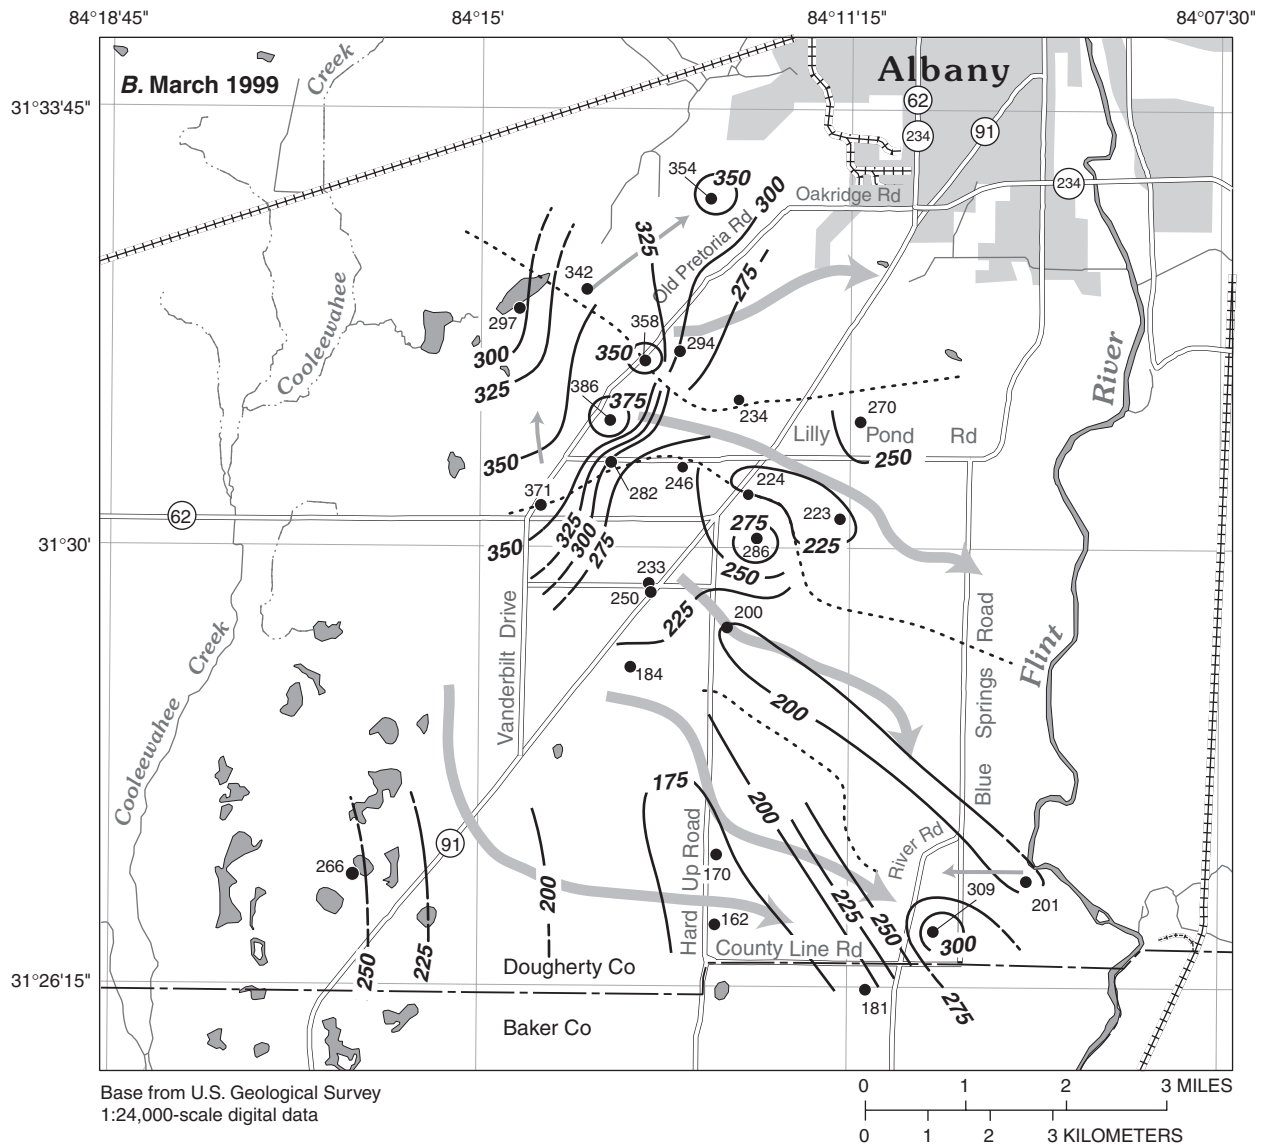 84°18'45" 84°15' 84°11'15" 84°07'30"
B. March 1999
Creek
Albany
62
31°33'45"
234
91
354
350
300
Oakridge Rd
234
325
Old Pretoria Rd
342
275
Cooleewahee
297
358
294
300
350
River
325
386
375
234
270
Lilly Pond Rd
350
250
371
282
246
224
62
223
325
300
275
275
225
31°30'
350
286
250
233
250
225
200
Vanderbilt Drive
184
Creek
Flint
Blue Springs Road
200
Cooleewahee
175
200
91
River Rd
Hard Up Road
266
170
309
201
200
225
250
162
300
250
225
County Line Rd
Dougherty Co
31°26'15"
181
275
Baker Co
Base from U.S. Geological Survey
1:24,000-scale digital data
0 1 2 3 MILES
0 1 2 3 KILOMETERS